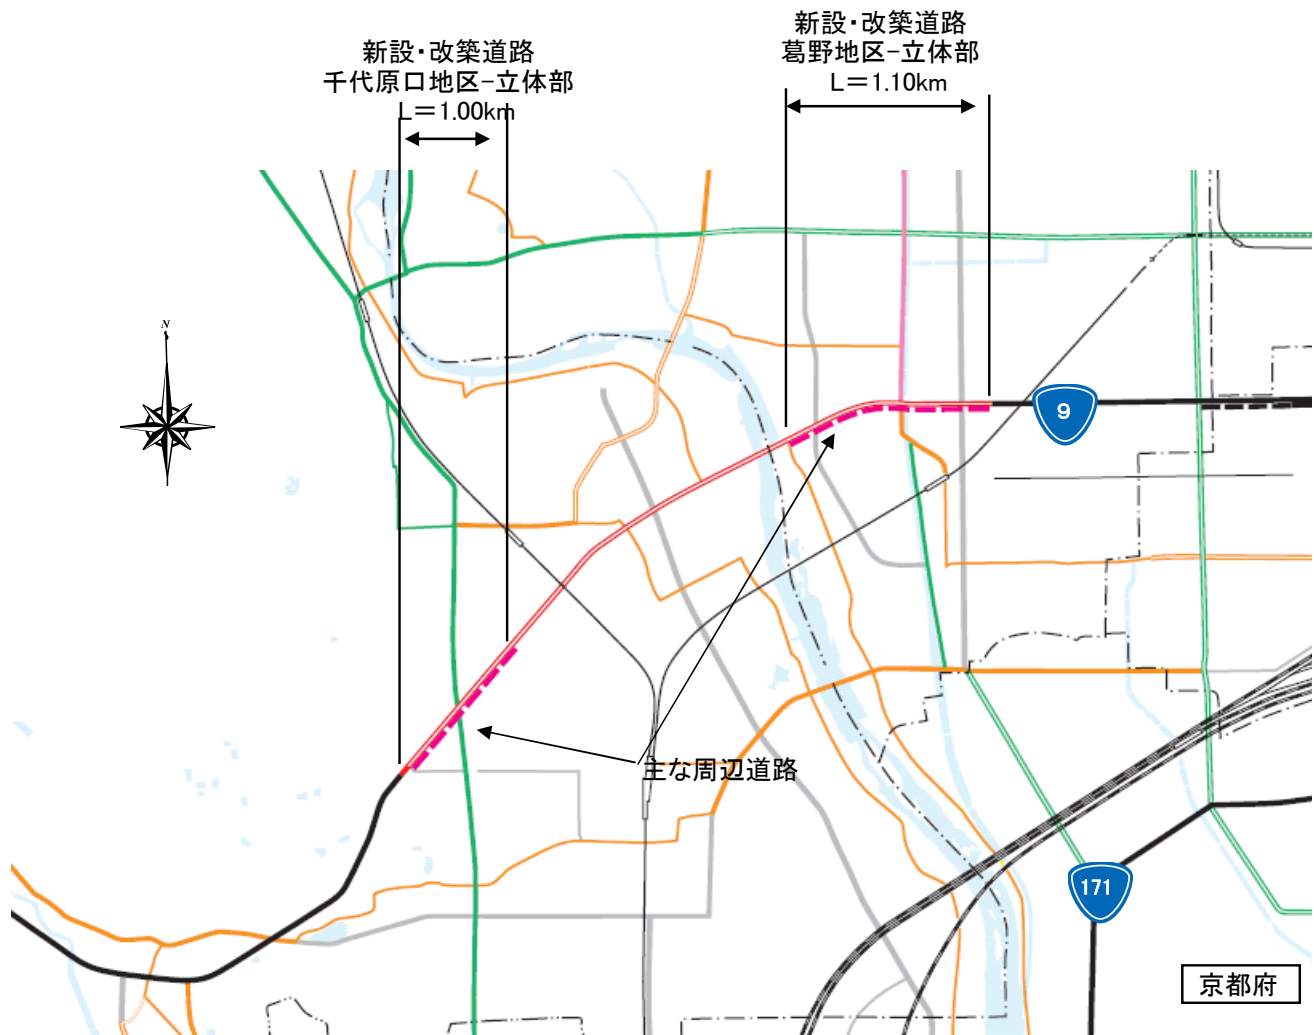 新設・改築道路
千代原口地区-立体部
L＝1.00km
新設・改築道路
葛野地区-立体部
L＝1.10km
N
9
主な周辺道路
171
京都府